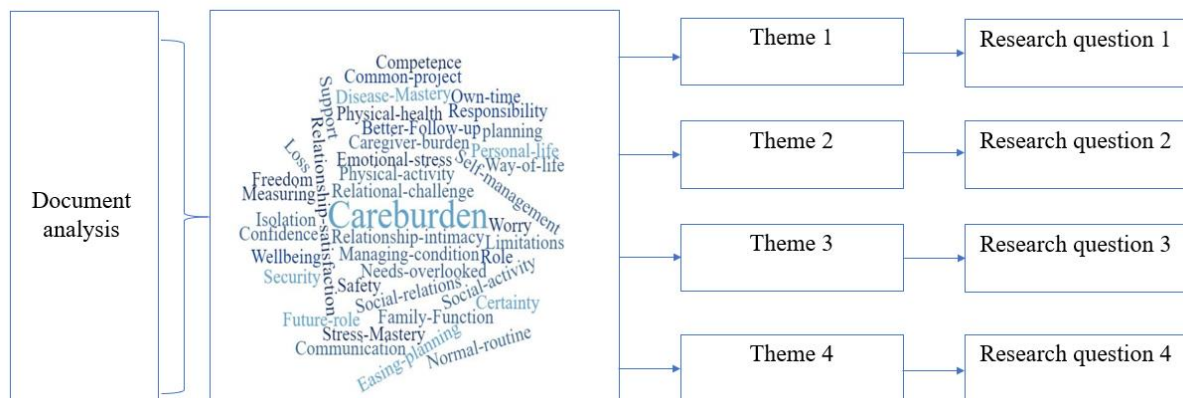 Document
analysis
Competence
Common-project
Support
Disease-Mastery
Own-time
Physical-health
Responsibility
Better-Follow-up
planning
Caregiver-burden
Personal-life
Loss
Relationship-satisfaction
Emotional-stress
Self-management
Way-of-life
Freedom
Physical-activity
Measuring
Relational-challenge
Careburden
Isolation
Worry
Confidence
Relationship-intimacy
Limitations
Wellbeing
Managing-condition
Role
Security
Needs-overlooked
Safety
Social-relations
Social-activity
Certainty
Future-role
Family-Function
Stress-Mastery
Communication
Easing-planning
Normal-routine
Theme 1
Research question 1
Theme 2
Research question 2
Theme 3
Research question 3
Theme 4
Research question 4